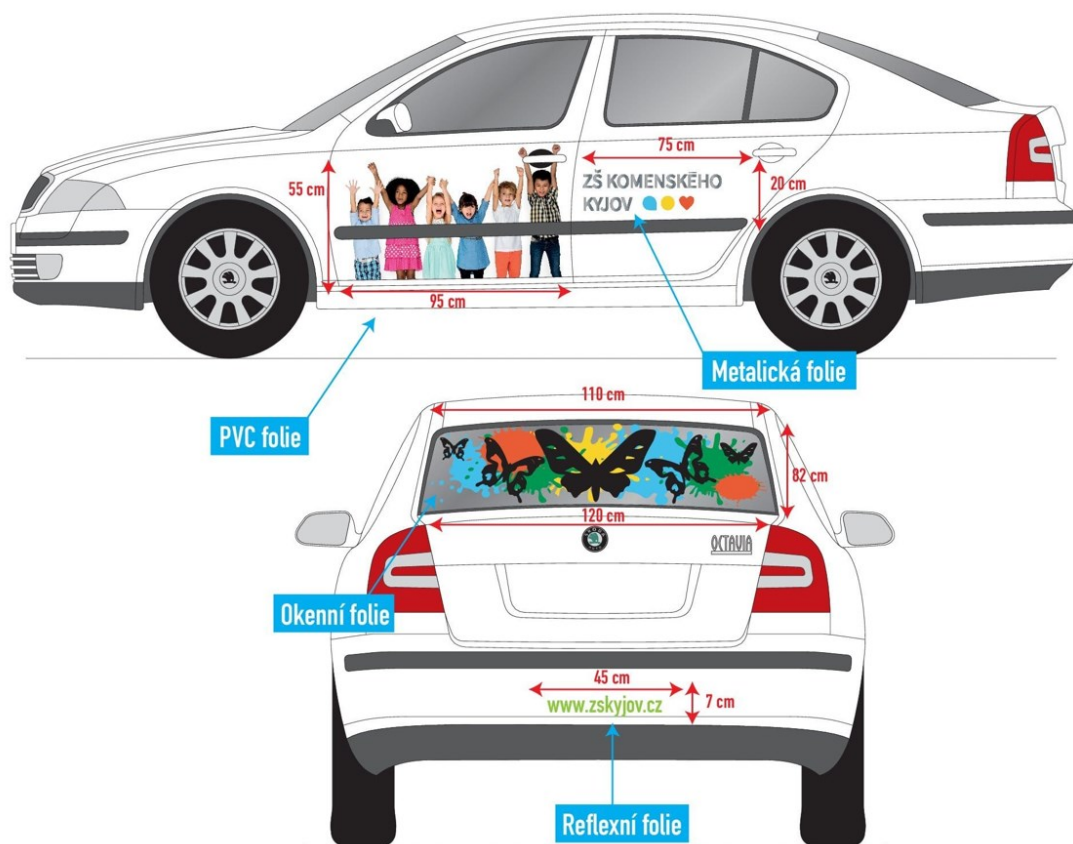 75 cm
55 cm
ZŠ KOMENSKÉHO
KYJOV
20 cm
95 cm
Metalická folie
PVC folie
110 cm
82 cm
120 cm
OCTAVIA
Okenní folie
45 cm
www.zskyjov.cz
7 cm
Reflexní folie